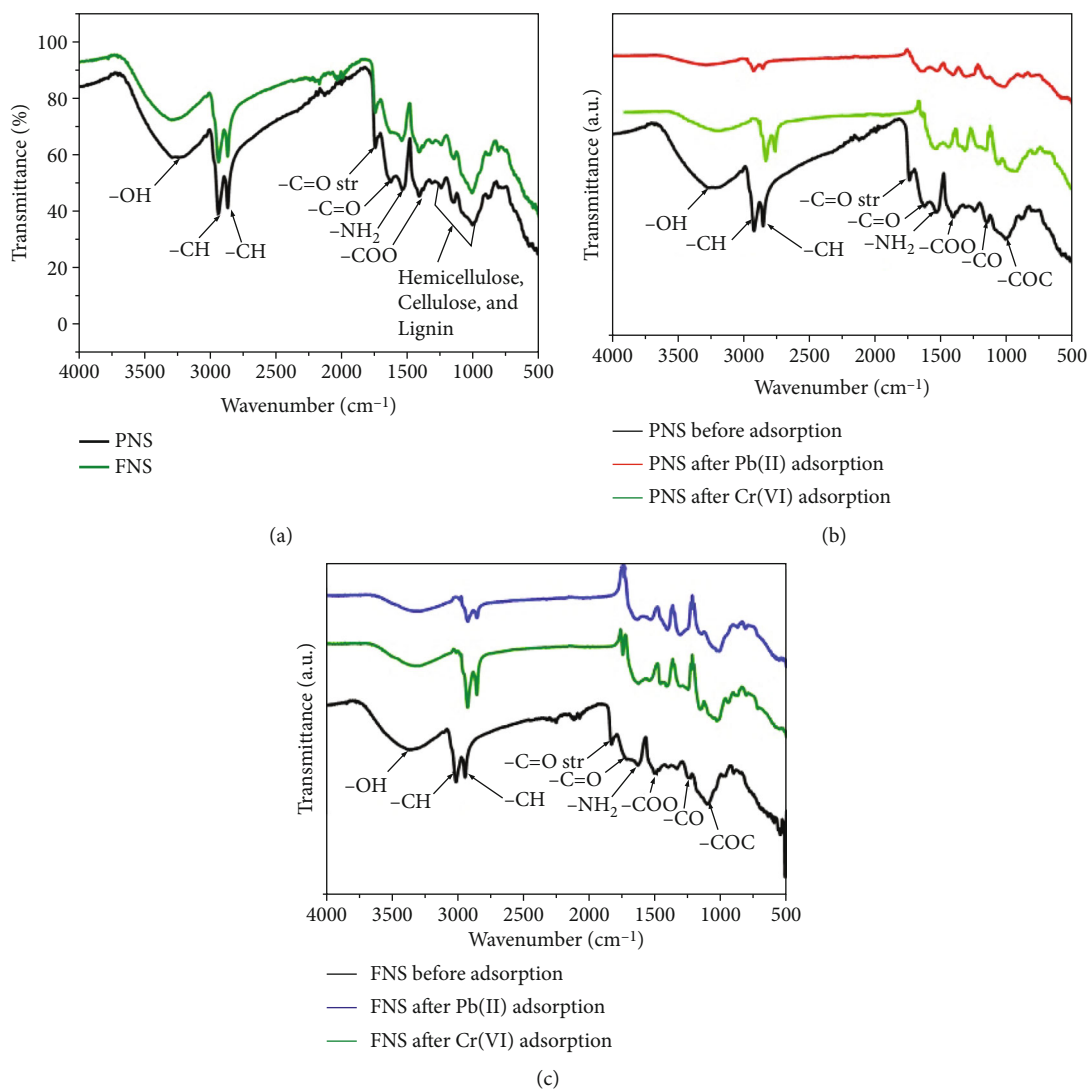 100
80
60
40
20
0
Transmittance (%)
–OH
–CH
–CH
–C=O str
–C=O
–NH₂
–COO
Hemicellulose,
Cellulose, and
Lignin
4000 3500 3000 2500 2000 1500 1000 500
Wavenumber (cm⁻¹)
PNS
FNS
(a)
Transmittance (a.u.)
–OH
–CH
–CH
–C=O str
–C=O
–NH₂
–COO
–CO
–COC
4000 3500 3000 2500 2000 1500 1000 500
Wavenumber (cm⁻¹)
PNS before adsorption
PNS after Pb(II) adsorption
PNS after Cr(VI) adsorption
(b)
Transmittance (a.u.)
–OH
–CH
–CH
–C=O str
–C=O
–NH₂
–COO
–CO
–COC
4000 3500 3000 2500 2000 1500 1000 500
Wavenumber (cm⁻¹)
FNS before adsorption
FNS after Pb(II) adsorption
FNS after Cr(VI) adsorption
(c)